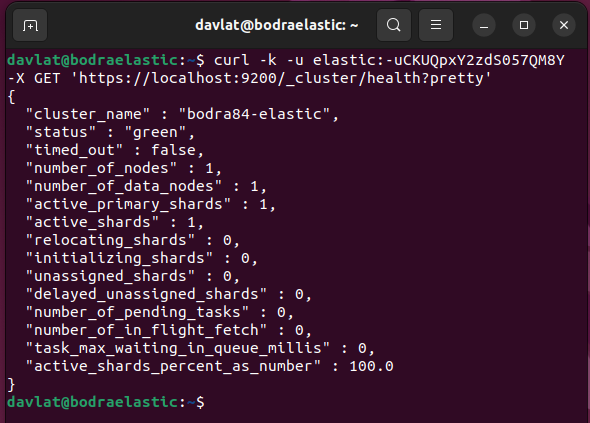 davlat@bodraelastic: ~
davlat@bodraelastic:~$ curl -k -u elastic:-uCKUQpxY2zdS057QM8Y
-X GET 'https://localhost:9200/_cluster/health?pretty'
{
  "cluster_name" : "bodra84-elastic",
  "status" : "green",
  "timed_out" : false,
  "number_of_nodes" : 1,
  "number_of_data_nodes" : 1,
  "active_primary_shards" : 1,
  "active_shards" : 1,
  "relocating_shards" : 0,
  "initializing_shards" : 0,
  "unassigned_shards" : 0,
  "delayed_unassigned_shards" : 0,
  "number_of_pending_tasks" : 0,
  "number_of_in_flight_fetch" : 0,
  "task_max_waiting_in_queue_millis" : 0,
  "active_shards_percent_as_number" : 100.0
}
davlat@bodraelastic:~$